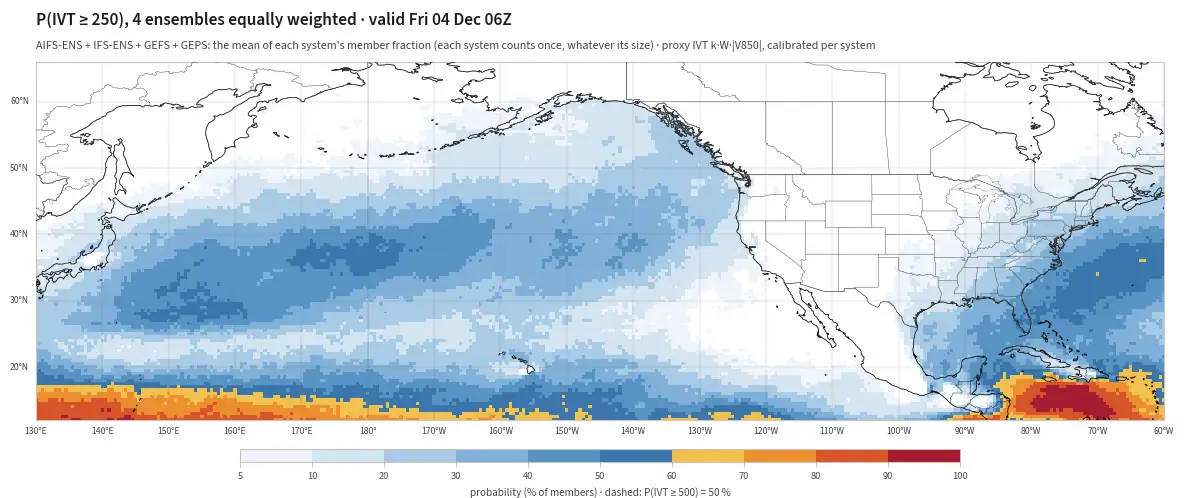 P(IVT ≥ 250), 4 ensembles equally weighted · valid Fri 04 Dec 06Z
AIFS-ENS + IFS-ENS + GEFS + GEPS: the mean of each system's member fraction (each system counts once, whatever its size) · proxy IVT k·W·|V850|, calibrated per system
60°N
50°N
40°N
30°N
20°N
130°E 140°E 150°E 160°E 170°E 180° 170°W 160°W 150°W 140°W 130°W 120°W 110°W 100°W 90°W 80°W 70°W 60°W
5 10 20 30 40 50 60 70 80 90 100
probability (% of members) · dashed: P(IVT ≥ 500) = 50 %